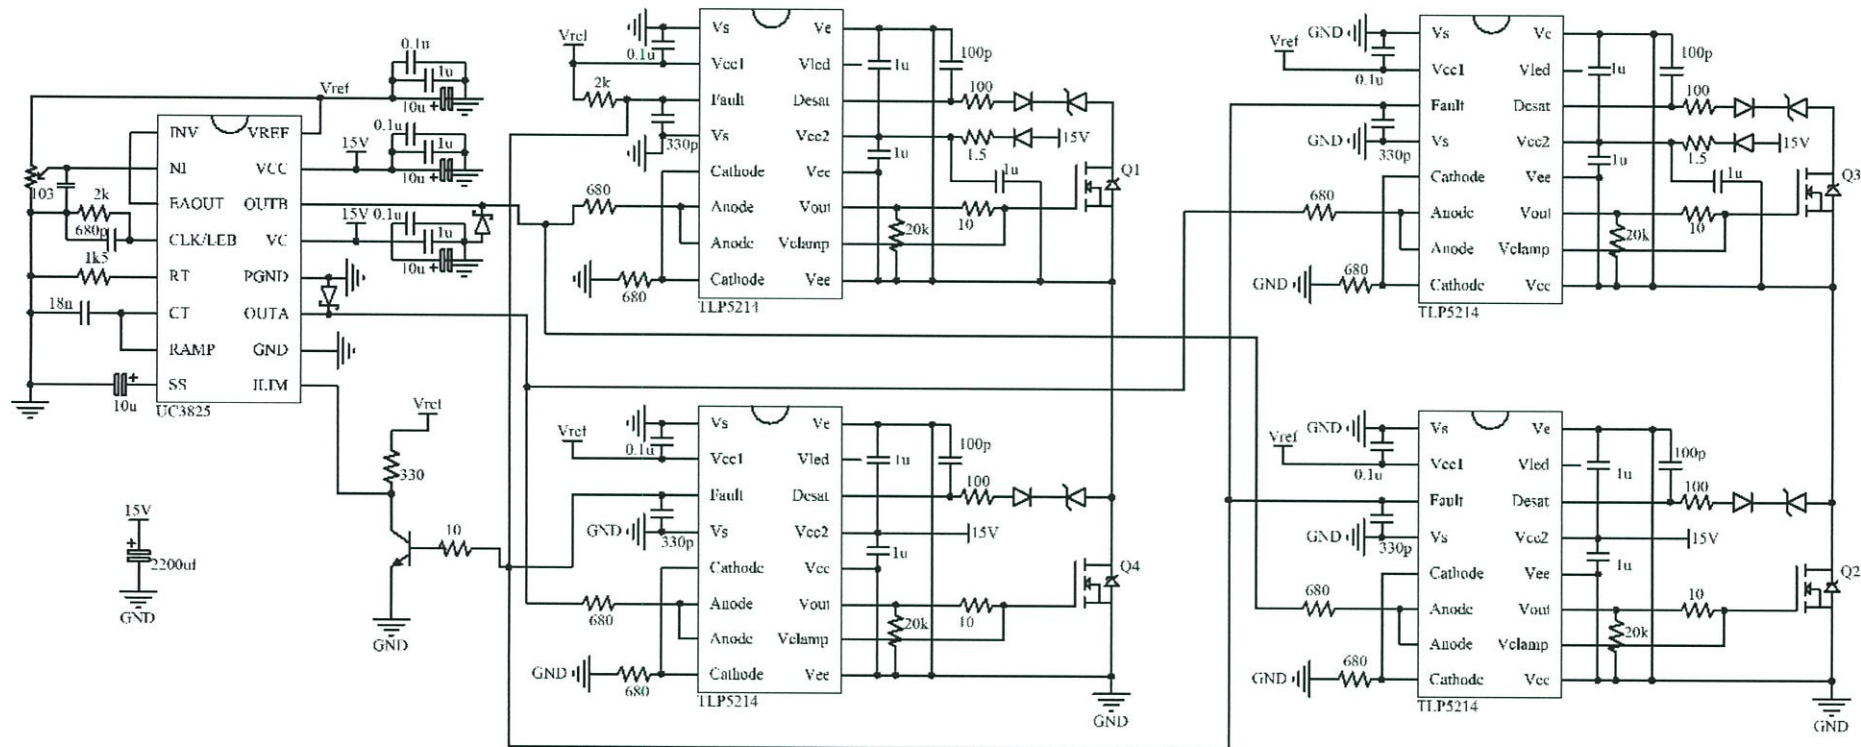 0.1u
1u
Vref
10u
INV
VREF
0.1u
15V
1u
NI
VCC
10u
103
2k
EAOUT
OUTB
15V
0.1u
680p
1u
CLK/LEB
VC
10u
1k5
RT
PGND
18n
CT
OUTA
RAMP
GND
SS
ILIM
10u
UC3825
Vref
330
15V
2200uf
GND
10
GND
Vref
0.1u
2k
330p
680
680
Vs
Vcc1
Fault
Vs
Cathode
Anode
Anode
Cathode
Ve
Vled
Desat
Vcc2
Vee
Vout
Vclamp
Vee
TLP5214
1u
100p
100
1u
1.5
15V
1u
20k
10
Q1
Vref
0.1u
GND
330p
680
GND
680
Vs
Vcc1
Fault
Vs
Cathode
Anode
Anode
Cathode
Ve
Vled
Desat
Vcc2
Vee
Vout
Vclamp
Vee
TLP5214
1u
100p
100
15V
1u
20k
10
Q4
GND
GND
Vref
0.1u
GND
330p
680
GND
680
Vs
Vcc1
Fault
Vs
Cathode
Anode
Anode
Cathode
Ve
Vled
Desat
Vcc2
Vee
Vout
Vclamp
Vee
TLP5214
1u
100p
100
1.5
15V
1u
1u
20k
10
Q3
GND
Vref
0.1u
GND
330p
680
GND
680
Vs
Vcc1
Fault
Vs
Cathode
Anode
Anode
Cathode
Ve
Vled
Desat
Vcc2
Vee
Vout
Vclamp
Vee
TLP5214
1u
100p
100
15V
1u
20k
10
Q2
GND